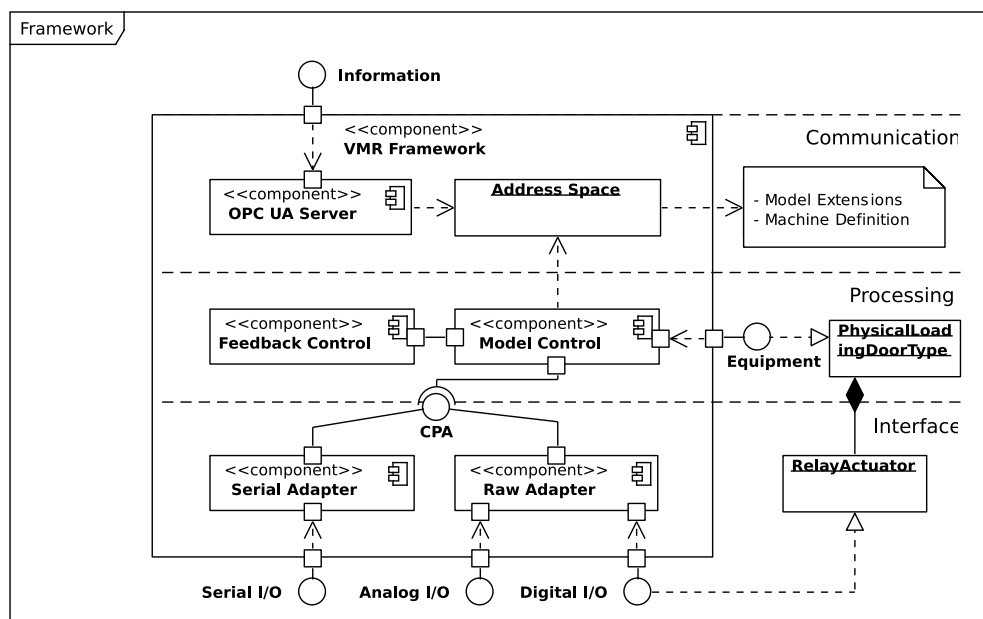 Framework
Information
<<component>>
VMR Framework
Communication
<<component>>
OPC UA Server
Address Space
- Model Extensions
- Machine Definition
Processing
<<component>>
Feedback Control
<<component>>
Model Control
Equipment
PhysicalLoad
ingDoorType
CPA
Interface
<<component>>
Serial Adapter
<<component>>
Raw Adapter
RelayActuator
Serial I/O
Analog I/O
Digital I/O